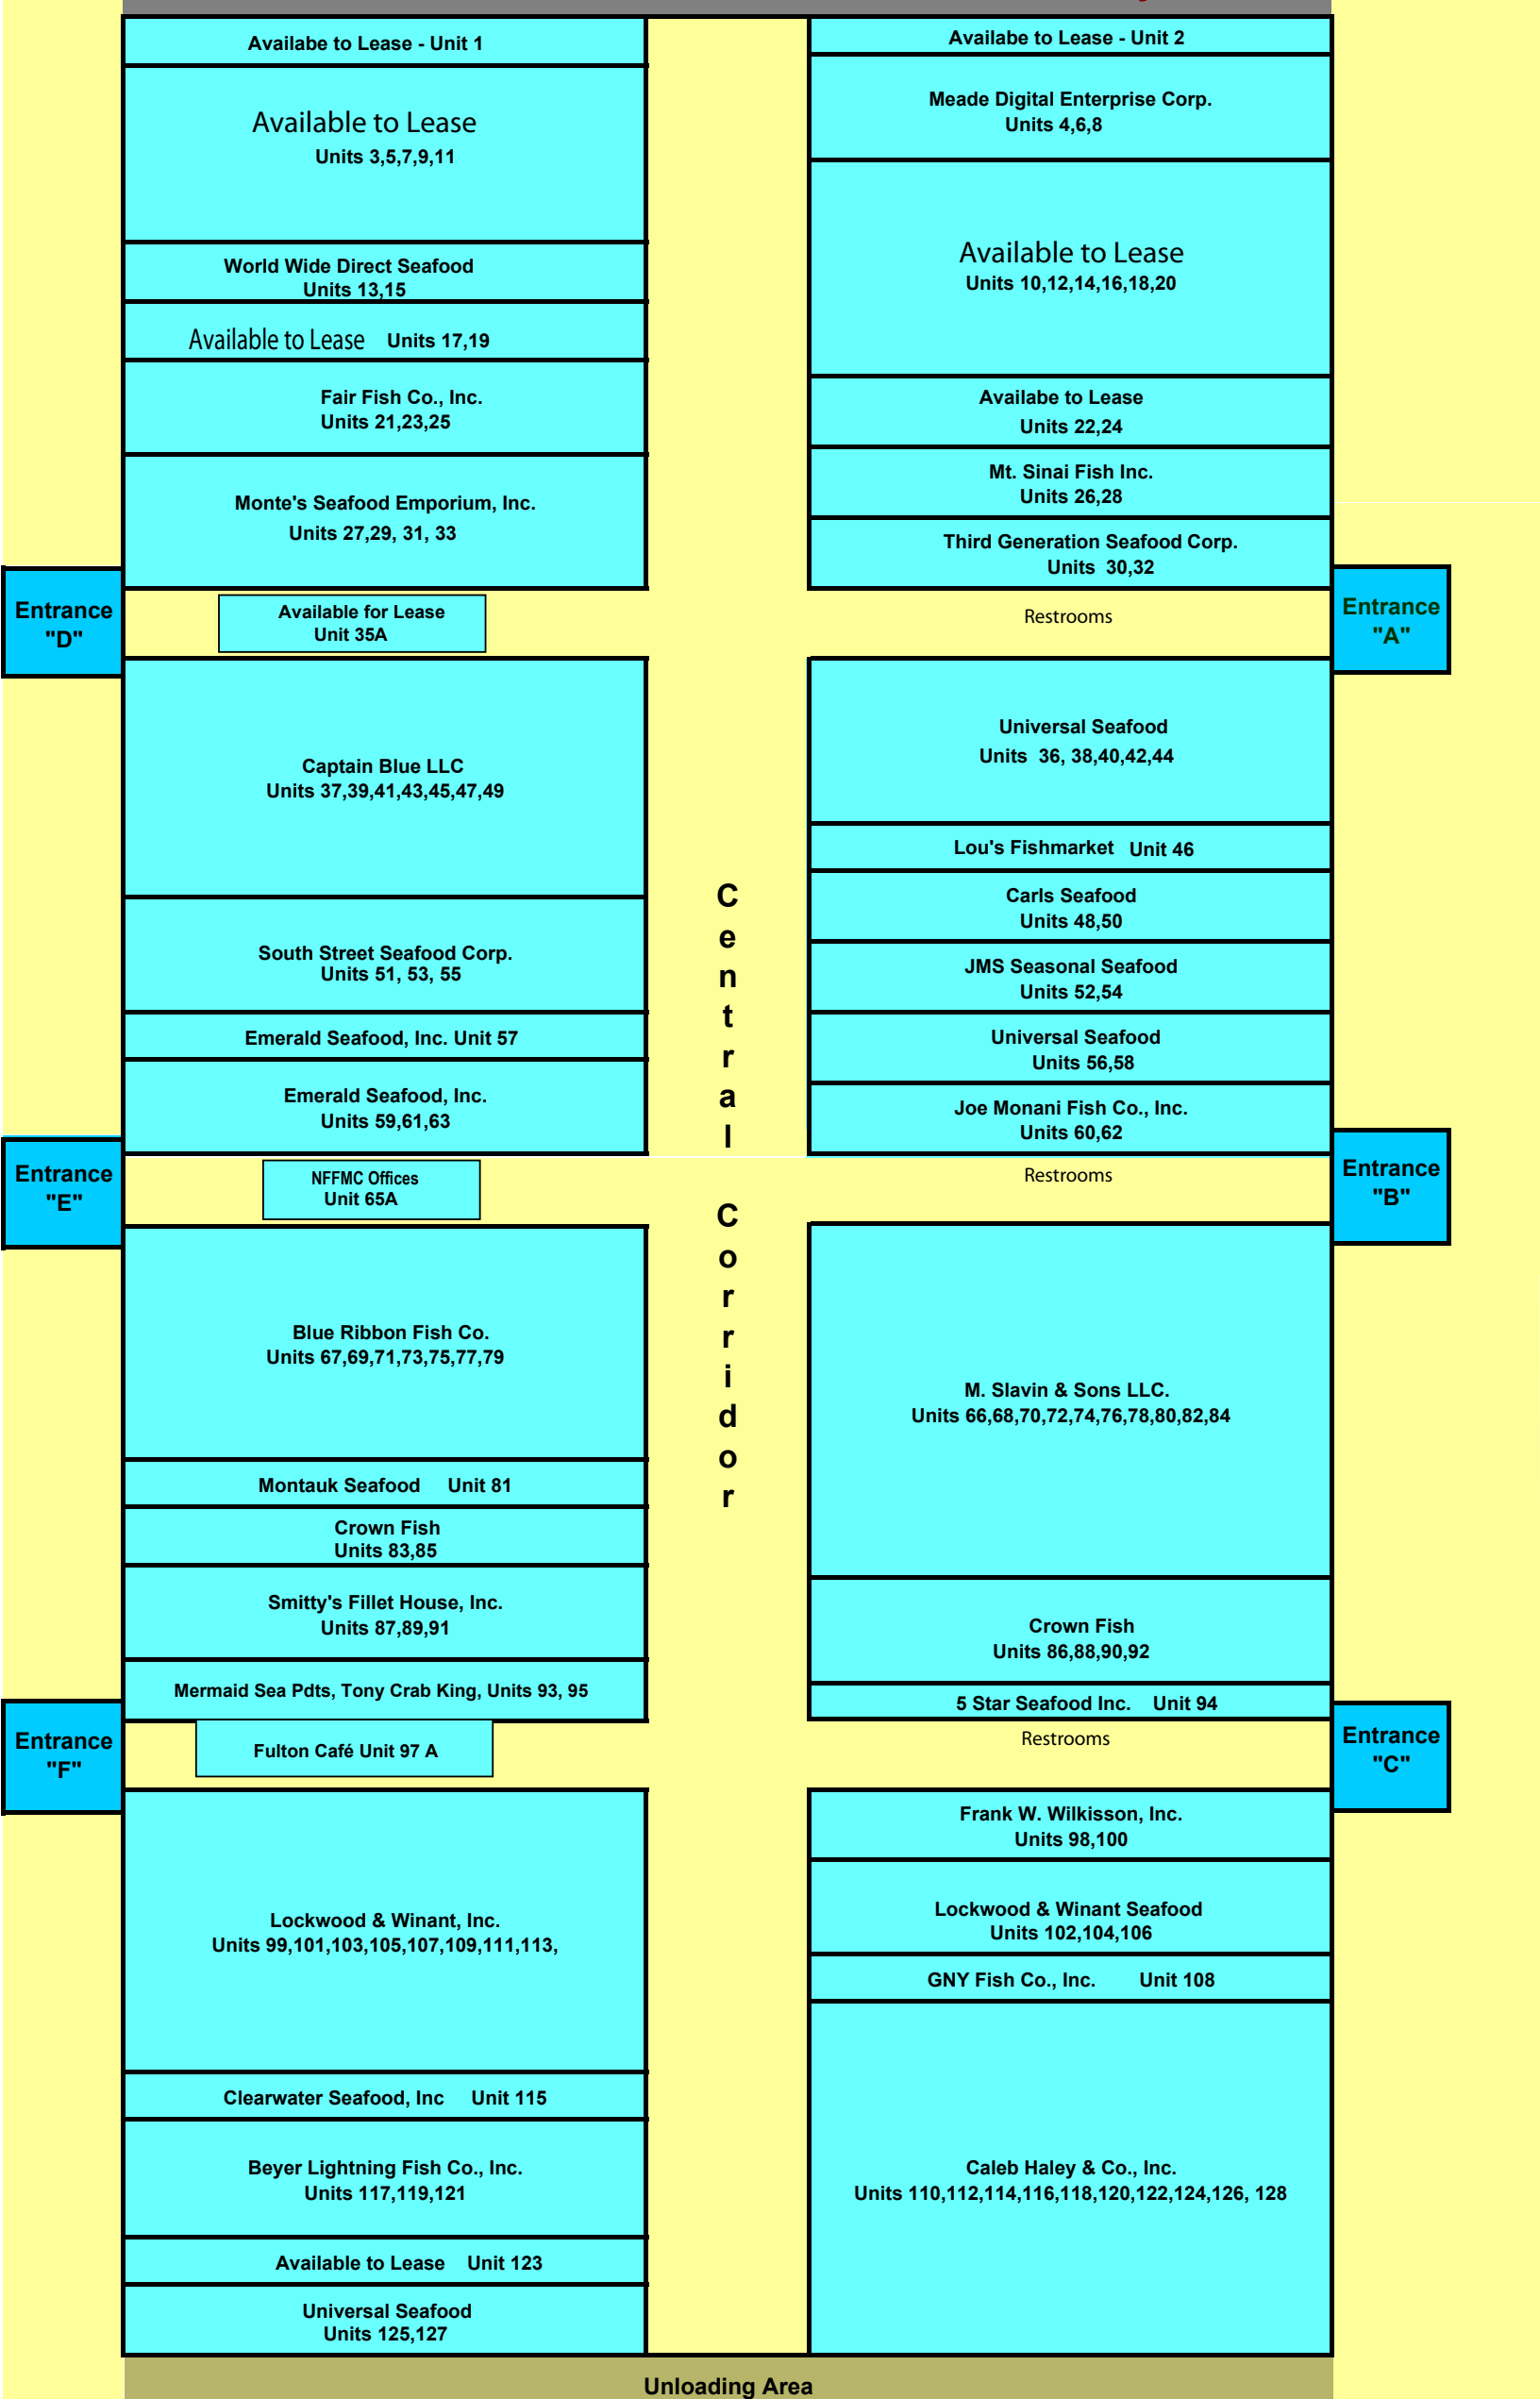 Availabe to Lease - Unit 1
Available to Lease
Units 3,5,7,9,11
World Wide Direct Seafood
Units 13,15
Available to Lease Units 17,19
Fair Fish Co., Inc.
Units 21,23,25
Monte's Seafood Emporium, Inc.
Units 27,29, 31, 33
Availabe to Lease - Unit 2
Meade Digital Enterprise Corp.
Units 4,6,8
Available to Lease
Units 10,12,14,16,18,20
Availabe to Lease
Units 22,24
Mt. Sinai Fish Inc.
Units 26,28
Third Generation Seafood Corp.
Units 30,32
Entrance
"D"
Available for Lease
Unit 35A
Restrooms
Entrance
"A"
Captain Blue LLC
Units 37,39,41,43,45,47,49
South Street Seafood Corp.
Units 51, 53, 55
Emerald Seafood, Inc. Unit 57
Emerald Seafood, Inc.
Units 59,61,63
Central Corridor
Universal Seafood
Units 36, 38,40,42,44
Lou's Fishmarket Unit 46
Carls Seafood
Units 48,50
JMS Seasonal Seafood
Units 52,54
Universal Seafood
Units 56,58
Joe Monani Fish Co., Inc.
Units 60,62
Entrance
"E"
NFFMC Offices
Unit 65A
Restrooms
Entrance
"B"
Blue Ribbon Fish Co.
Units 67,69,71,73,75,77,79
Montauk Seafood Unit 81
Crown Fish
Units 83,85
Smitty's Fillet House, Inc.
Units 87,89,91
Mermaid Sea Pdts, Tony Crab King, Units 93, 95
M. Slavin & Sons LLC.
Units 66,68,70,72,74,76,78,80,82,84
Crown Fish
Units 86,88,90,92
5 Star Seafood Inc. Unit 94
Entrance
"F"
Fulton Café Unit 97 A
Restrooms
Entrance
"C"
Lockwood & Winant, Inc.
Units 99,101,103,105,107,109,111,113,
Clearwater Seafood, Inc Unit 115
Beyer Lightning Fish Co., Inc.
Units 117,119,121
Available to Lease Unit 123
Universal Seafood
Units 125,127
Frank W. Wilkisson, Inc.
Units 98,100
Lockwood & Winant Seafood
Units 102,104,106
GNY Fish Co., Inc. Unit 108
Caleb Haley & Co., Inc.
Units 110,112,114,116,118,120,122,124,126, 128
Unloading Area